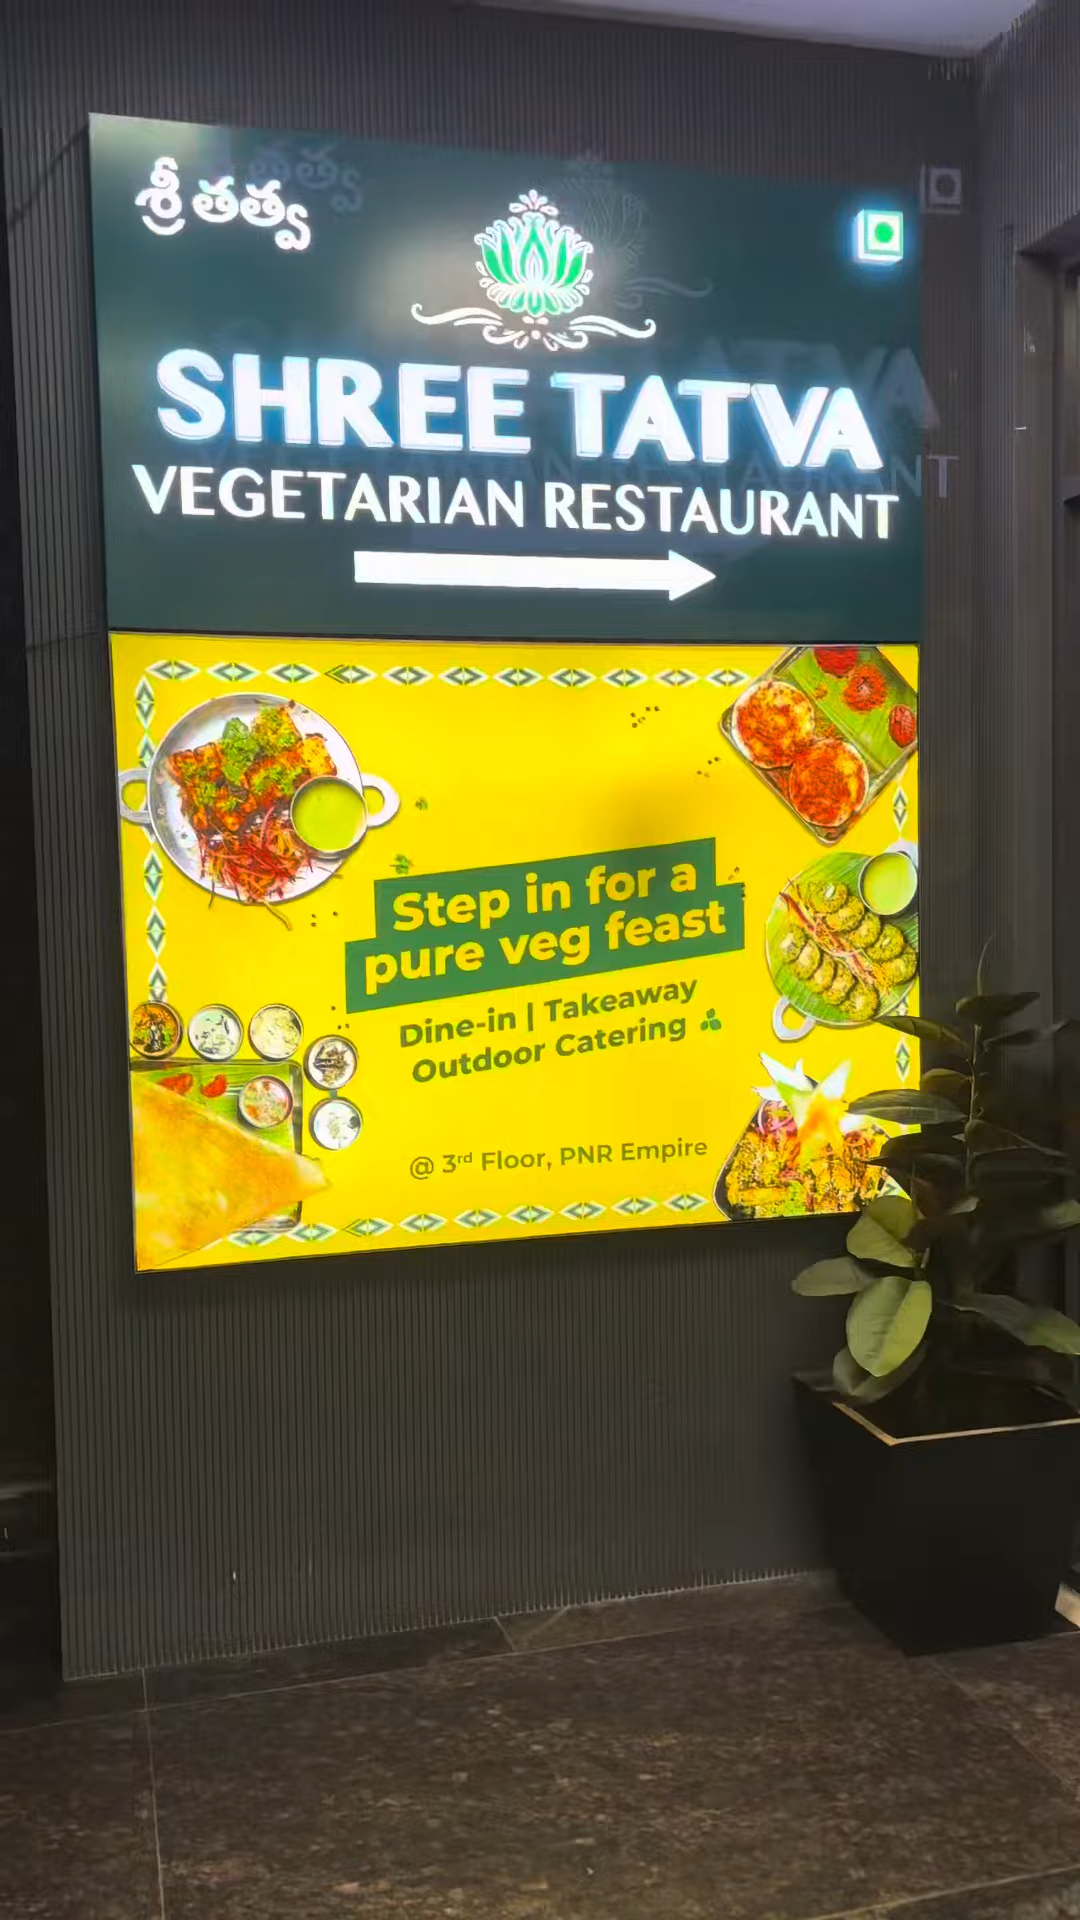 శ్రీ తత్వ
SHREE TATVA
VEGETARIAN RESTAURANT
Step in for a
pure veg feast
Dine-in | Takeaway
Outdoor Catering
@ 3rd Floor, PNR Empire